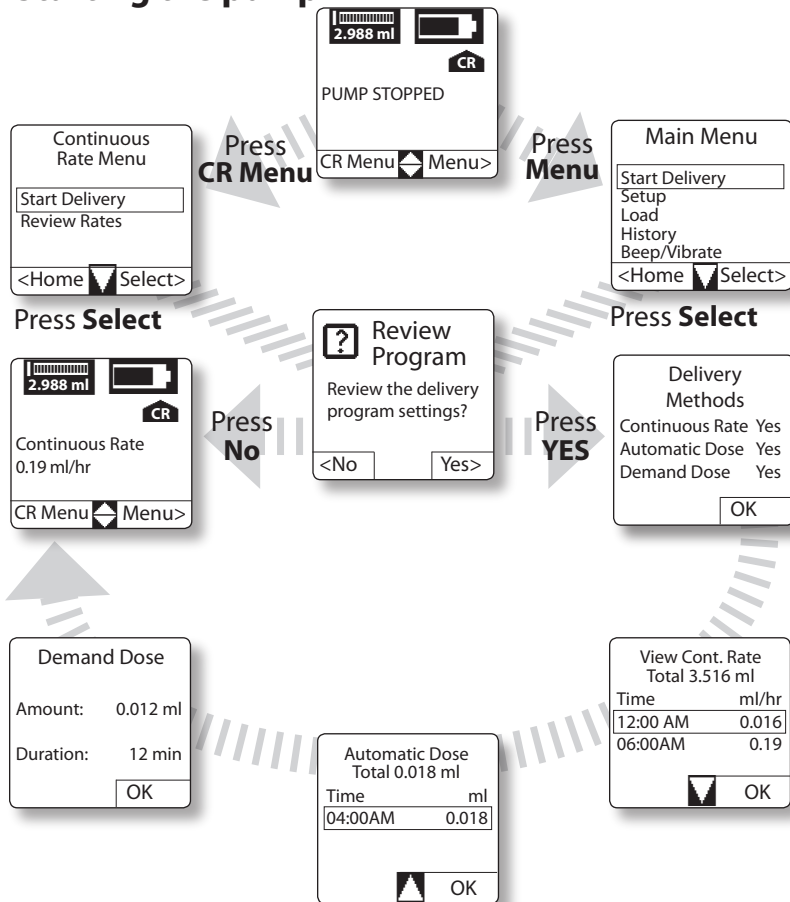 Starting the pump
2.988 ml
CR
PUMP STOPPED
CR Menu Menu>
Press
CR Menu
Press
Menu
Continuous
Rate Menu
Start Delivery
Review Rates
<Home Select>
Press Select
Main Menu
Start Delivery
Setup
Load
History
Beep/Vibrate
<Home Select>
Press Select
? Review
Program
Review the delivery
program settings?
<No Yes>
Press
No
Press
YES
2.988 ml
CR
Continuous Rate
0.19 ml/hr
CR Menu Menu>
Delivery
Methods
Continuous Rate Yes
Automatic Dose Yes
Demand Dose Yes
OK
View Cont. Rate
Total 3.516 ml
Time ml/hr
12:00 AM 0.016
06:00AM 0.19
OK
Automatic Dose
Total 0.018 ml
Time ml
04:00AM 0.018
OK
Demand Dose
Amount: 0.012 ml
Duration: 12 min
OK